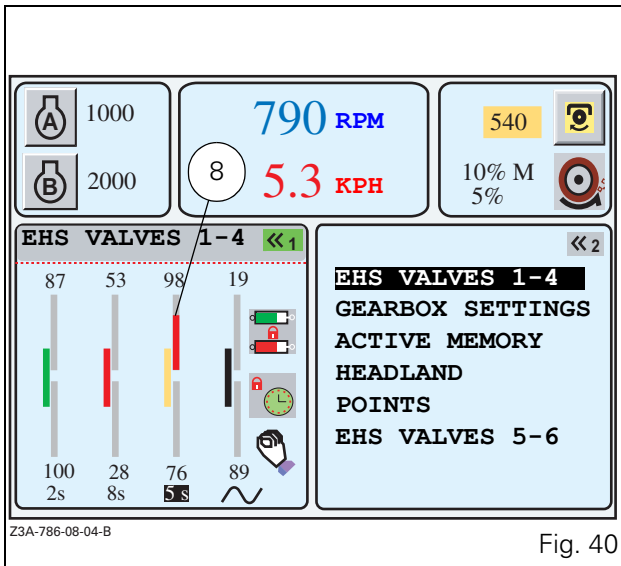 A 1000
B 2000
790 RPM
5.3 KPH
8
540
10% M
5%
EHS VALVES 1-4 «1
87 53 98 19
100 28 76 89
2s 8s 5 s
«2
EHS VALVES 1-4
GEARBOX SETTINGS
ACTIVE MEMORY
HEADLAND
POINTS
EHS VALVES 5-6
Z3A-786-08-04-B
Fig. 40